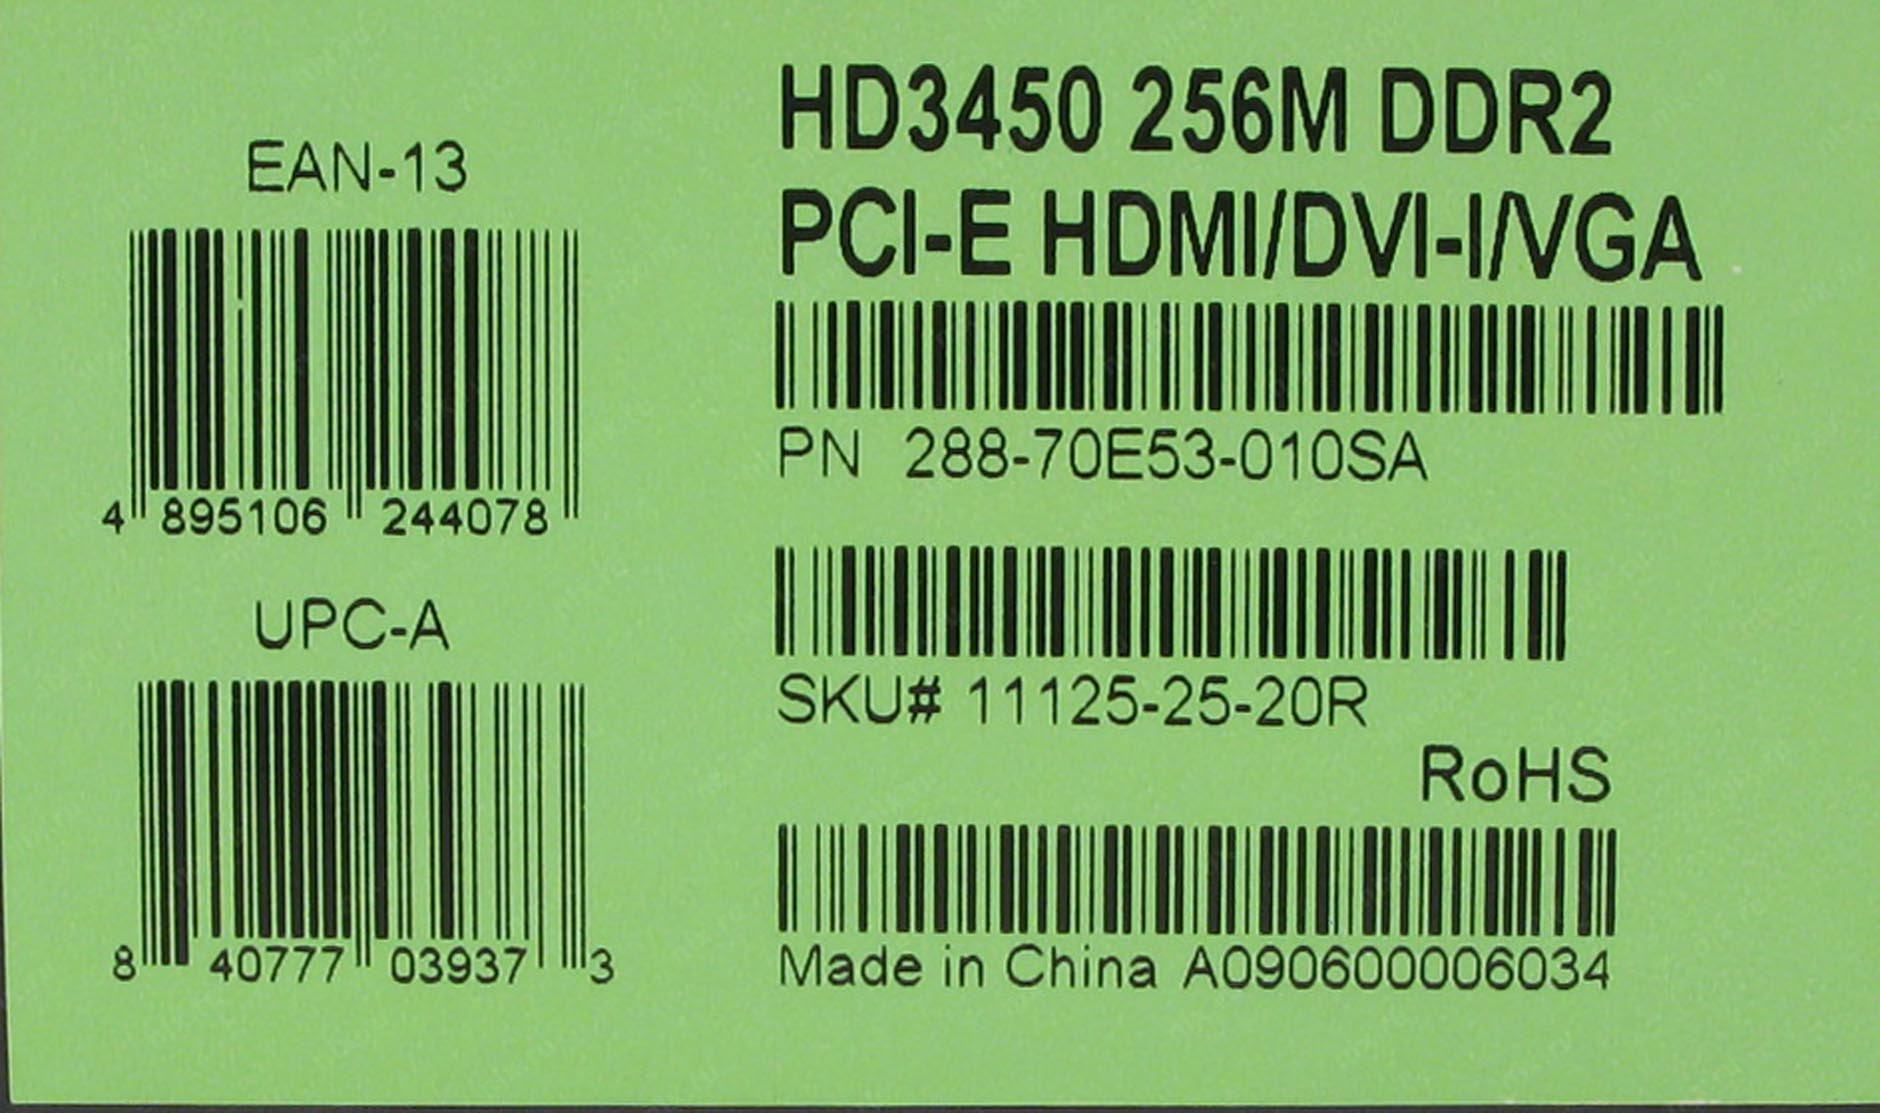 HD3450 256M DDR2
PCI-E HDMI/DVI-I/VGA
EAN-13
4 895106 244078
PN 288-70E53-010SA
UPC-A
8 40777 03937 3
SKU# 11125-25-20R
RoHS
Made in China A090600006034